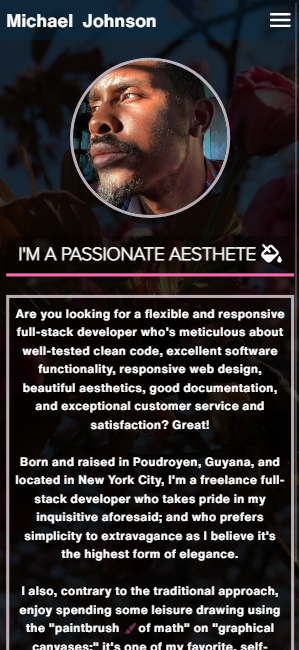 Michael Johnson
I'M A PASSIONATE AESTHETE
Are you looking for a flexible and responsive
full-stack developer who's meticulous about
well-tested clean code, excellent software
functionality, responsive web design,
beautiful aesthetics, good documentation,
and exceptional customer service and
satisfaction? Great!
Born and raised in Poudroyen, Guyana, and
located in New York City, I'm a freelance full-
stack developer who takes pride in my
inquisitive aforesaid; and who prefers
simplicity to extravagance as I believe it's
the highest form of elegance.
I also, contrary to the traditional approach,
enjoy spending some leisure drawing using
the "paintbrush 🖌 of math" on "graphical
canvases;" it's one of my favorite, self-